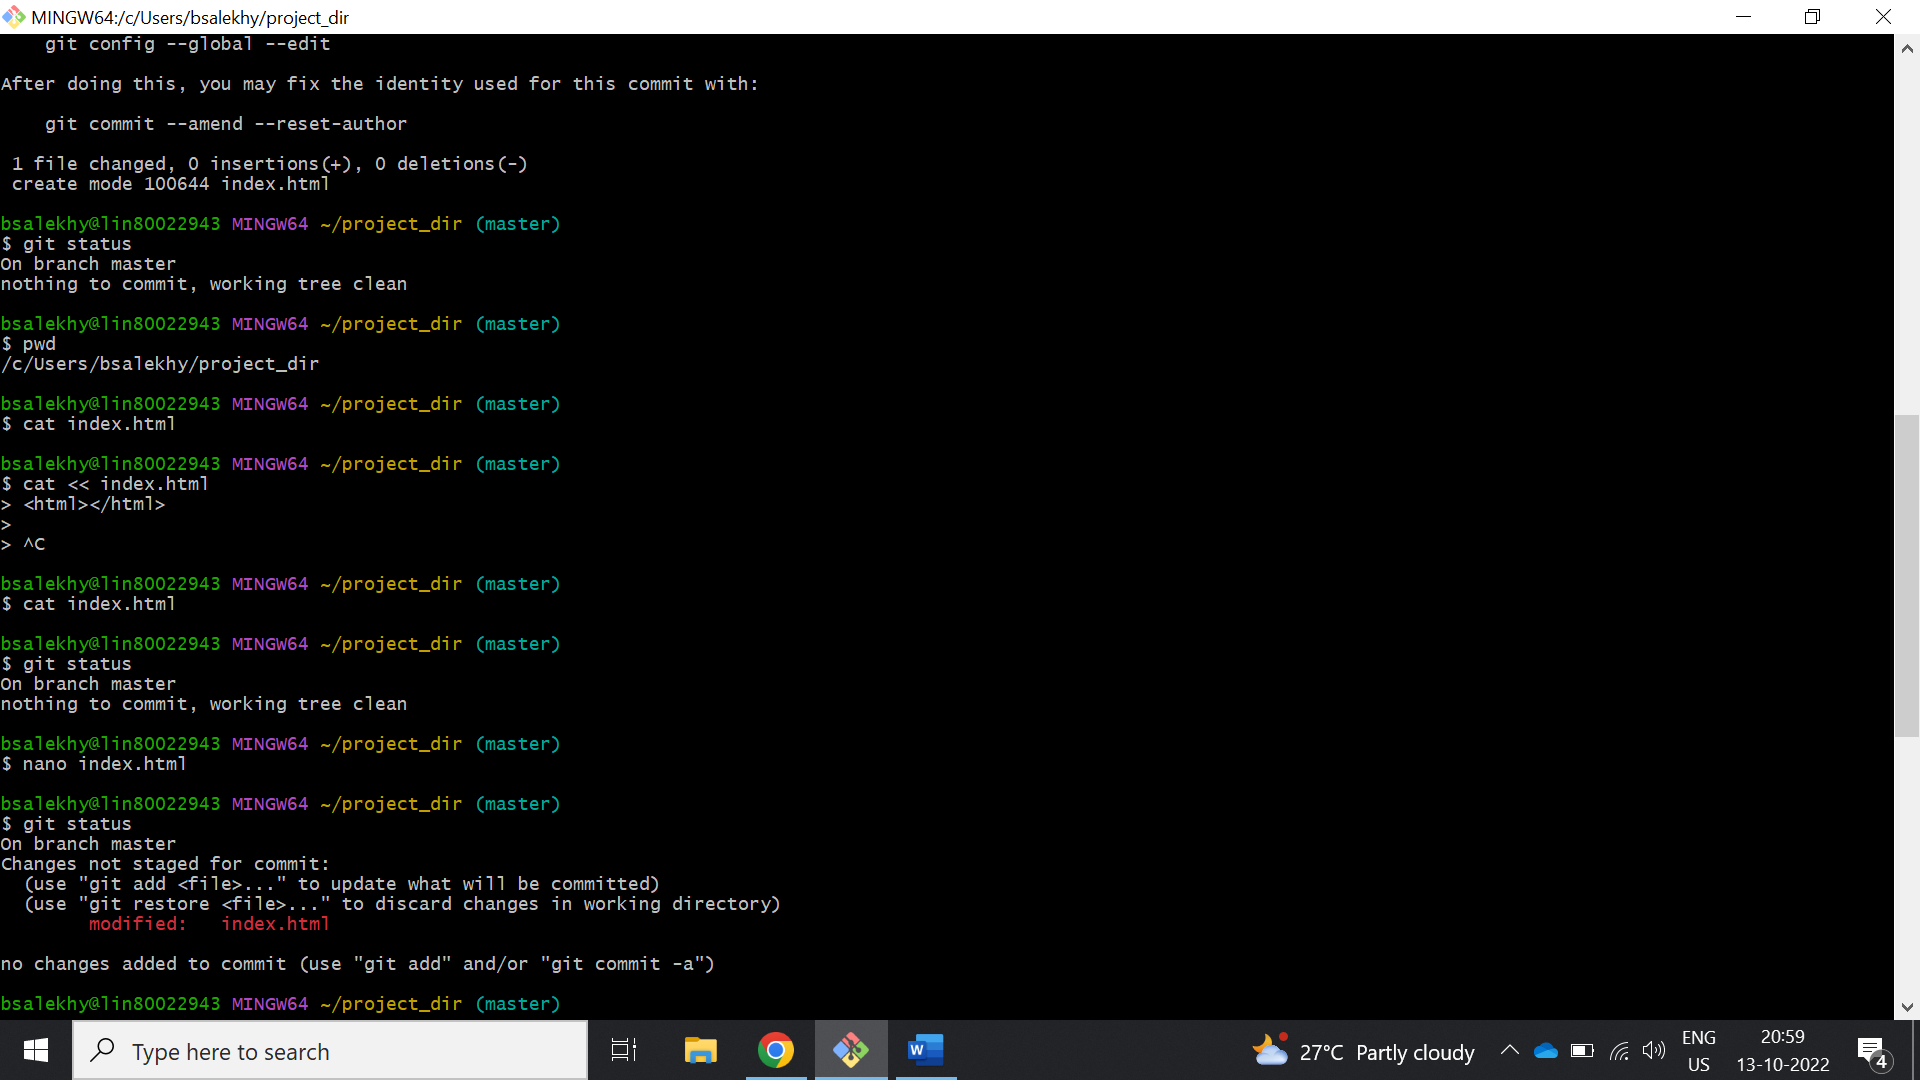 MINGW64:/c/Users/bsalekhy/project_dir
git config --global --edit
After doing this, you may fix the identity used for this commit with:
git commit --amend --reset-author
1 file changed, 0 insertions(+), 0 deletions(-)
create mode 100644 index.html
bsalekhy@lin80022943 MINGW64 ~/project_dir (master)
$ git status
On branch master
nothing to commit, working tree clean
bsalekhy@lin80022943 MINGW64 ~/project_dir (master)
$ pwd
/c/Users/bsalekhy/project_dir
bsalekhy@lin80022943 MINGW64 ~/project_dir (master)
$ cat index.html
bsalekhy@lin80022943 MINGW64 ~/project_dir (master)
$ cat << index.html
> <html></html>
>
> ^C
bsalekhy@lin80022943 MINGW64 ~/project_dir (master)
$ cat index.html
bsalekhy@lin80022943 MINGW64 ~/project_dir (master)
$ git status
On branch master
nothing to commit, working tree clean
bsalekhy@lin80022943 MINGW64 ~/project_dir (master)
$ nano index.html
bsalekhy@lin80022943 MINGW64 ~/project_dir (master)
$ git status
On branch master
Changes not staged for commit:
(use "git add <file>..." to update what will be committed)
(use "git restore <file>..." to discard changes in working directory)
modified:   index.html
no changes added to commit (use "git add" and/or "git commit -a")
bsalekhy@lin80022943 MINGW64 ~/project_dir (master)
Type here to search
W
27°C Partly cloudy
ENG
US
20:59
13-10-2022
4